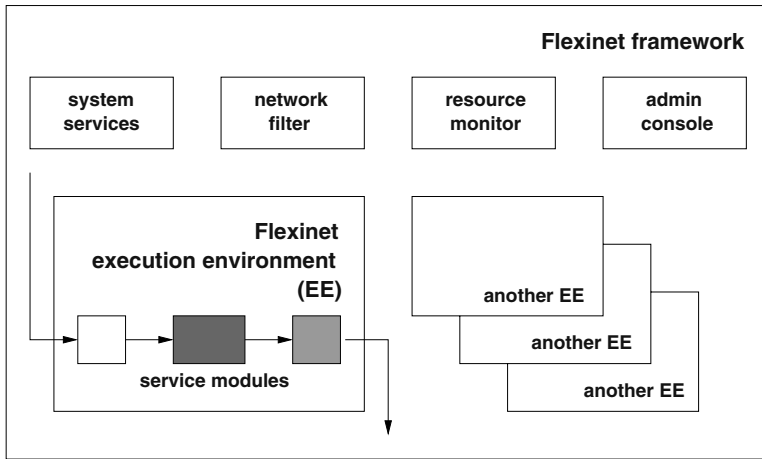 Flexinet framework
system
services
network
filter
resource
monitor
admin
console
Flexinet
execution environment
(EE)
service modules
another EE
another EE
another EE